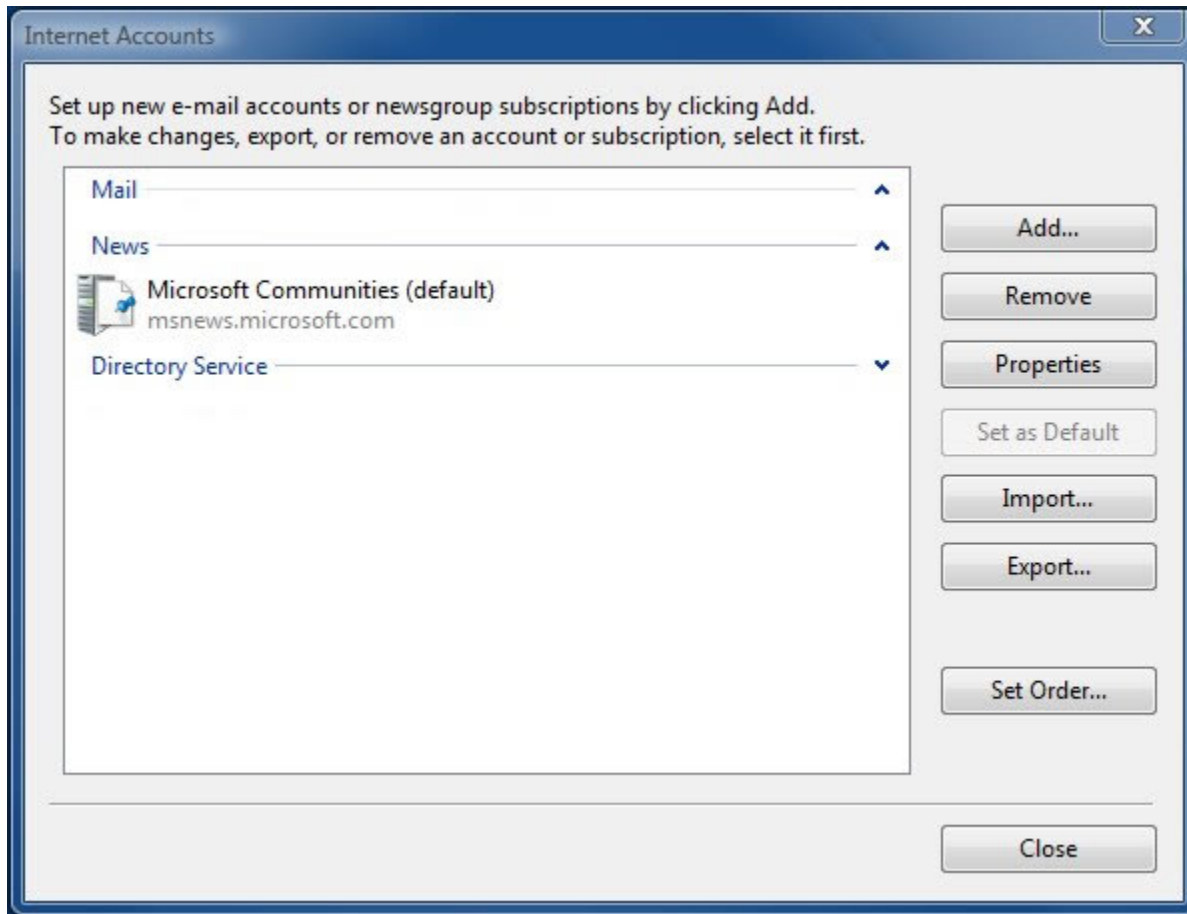 Internet Accounts
Set up new e-mail accounts or newsgroup subscriptions by clicking Add.
To make changes, export, or remove an account or subscription, select it first.
Mail
News
Microsoft Communities (default)
msnews.microsoft.com
Directory Service
Add...
Remove
Properties
Set as Default
Import...
Export...
Set Order...
Close